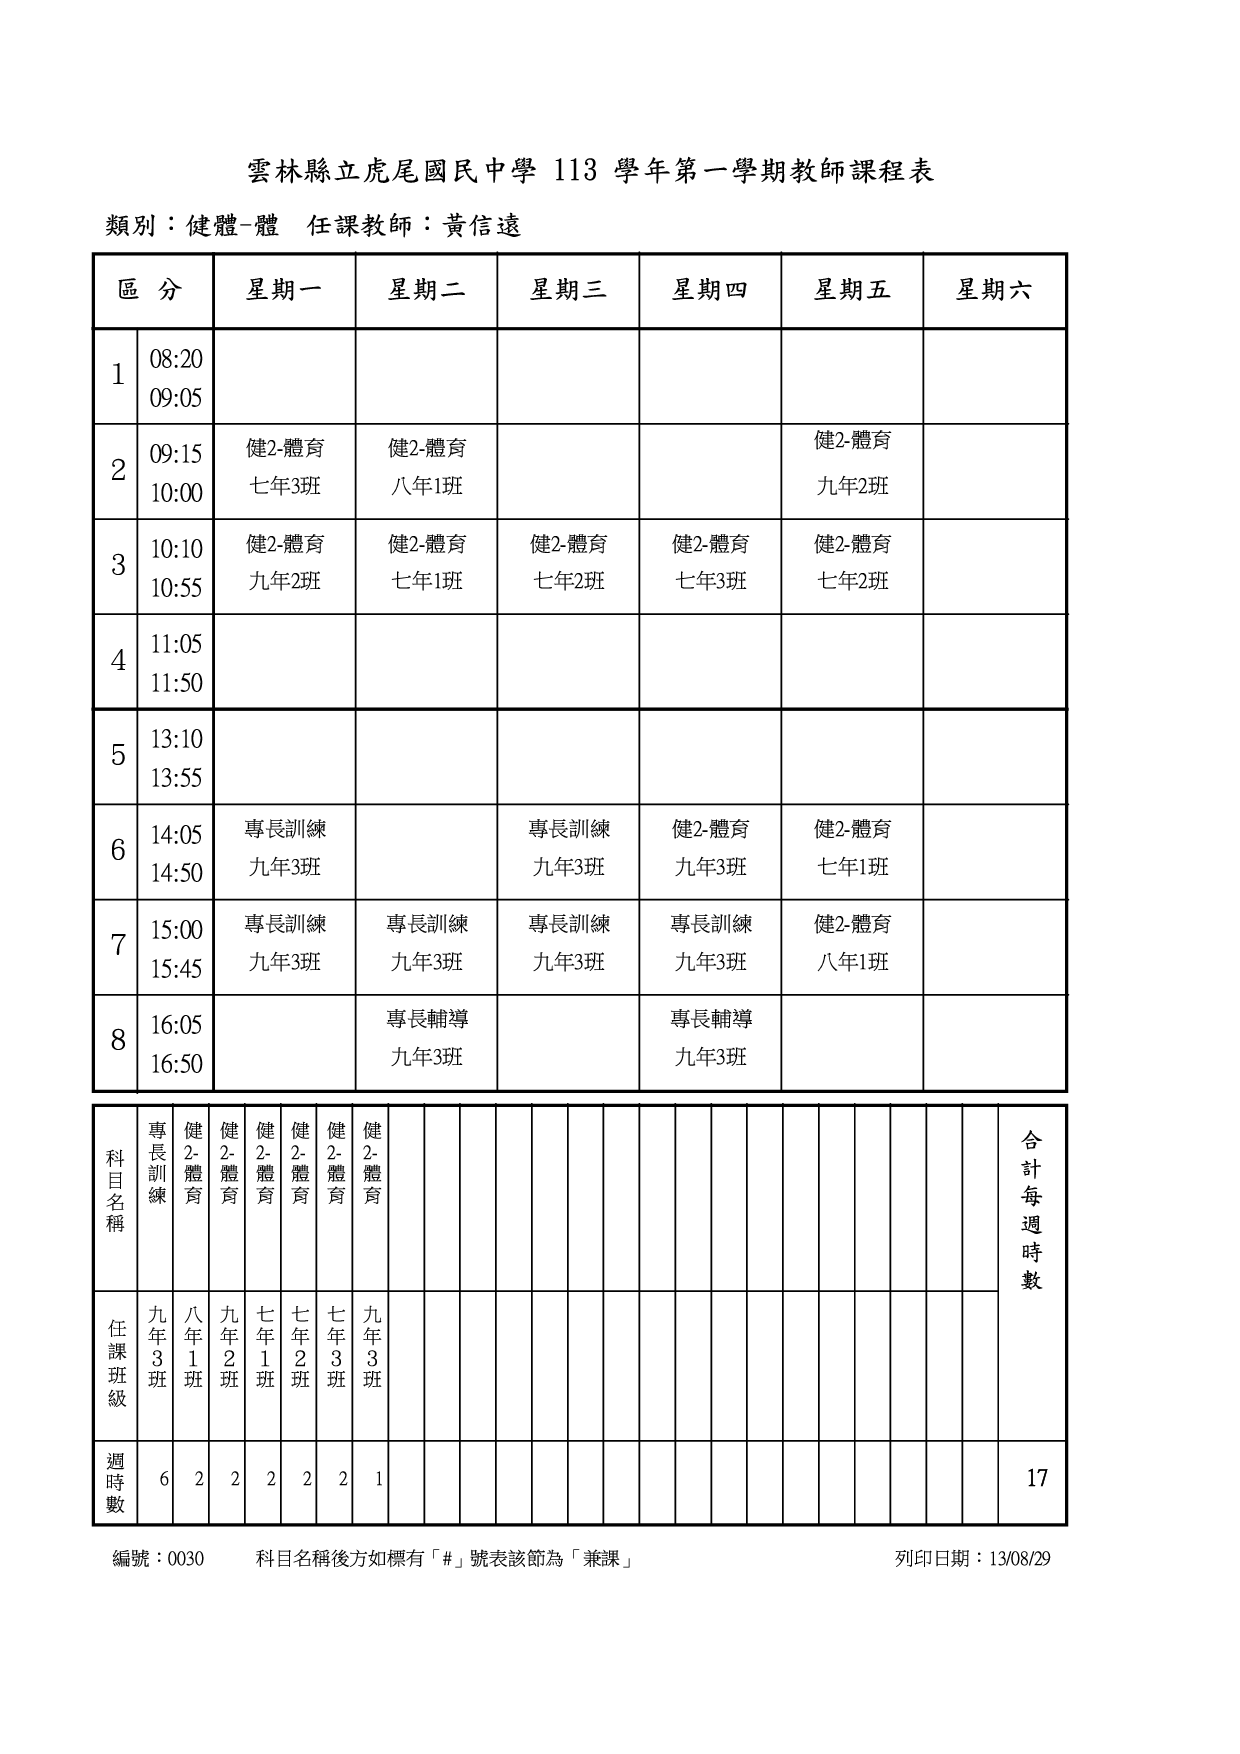 雲林縣立虎尾國民中學 113 學年第一學期教師課程表
類別：健體-體　任課教師：黃信遠
區 分 星期一 星期二 星期三 星期四 星期五 星期六
1 08:20 09:05
2 09:15 10:00 健2-體育 七年3班 健2-體育 八年1班 健2-體育 九年2班
3 10:10 10:55 健2-體育 九年2班 健2-體育 七年1班 健2-體育 七年2班 健2-體育 七年3班 健2-體育 七年2班
4 11:05 11:50
5 13:10 13:55
6 14:05 14:50 專長訓練 九年3班 專長訓練 九年3班 健2-體育 九年3班 健2-體育 七年1班
7 15:00 15:45 專長訓練 九年3班 專長訓練 九年3班 專長訓練 九年3班 專長訓練 九年3班 健2-體育 八年1班
8 16:05 16:50 專長輔導 九年3班 專長輔導 九年3班
科目名稱 專長訓練 健2-體育 健2-體育 健2-體育 健2-體育 健2-體育 健2-體育 合計每週時數
任課班級 九年3班 八年1班 九年2班 七年1班 七年2班 七年3班 九年3班
週時數 6 2 2 2 2 2 1 17
編號：0030 科目名稱後方如標有「#」號表該節為「兼課」 列印日期：13/08/29